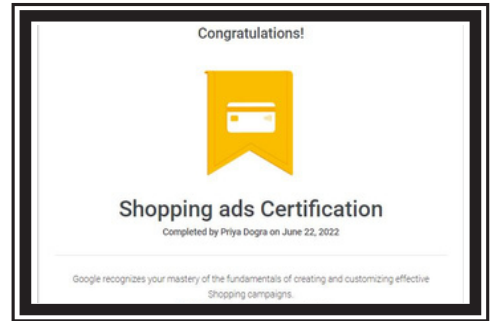 Congratulations!
Shopping ads Certification
Completed by Priya Dogra on June 22, 2022
Google recognizes your mastery of the fundamentals of creating and customizing effective
Shopping campaigns.